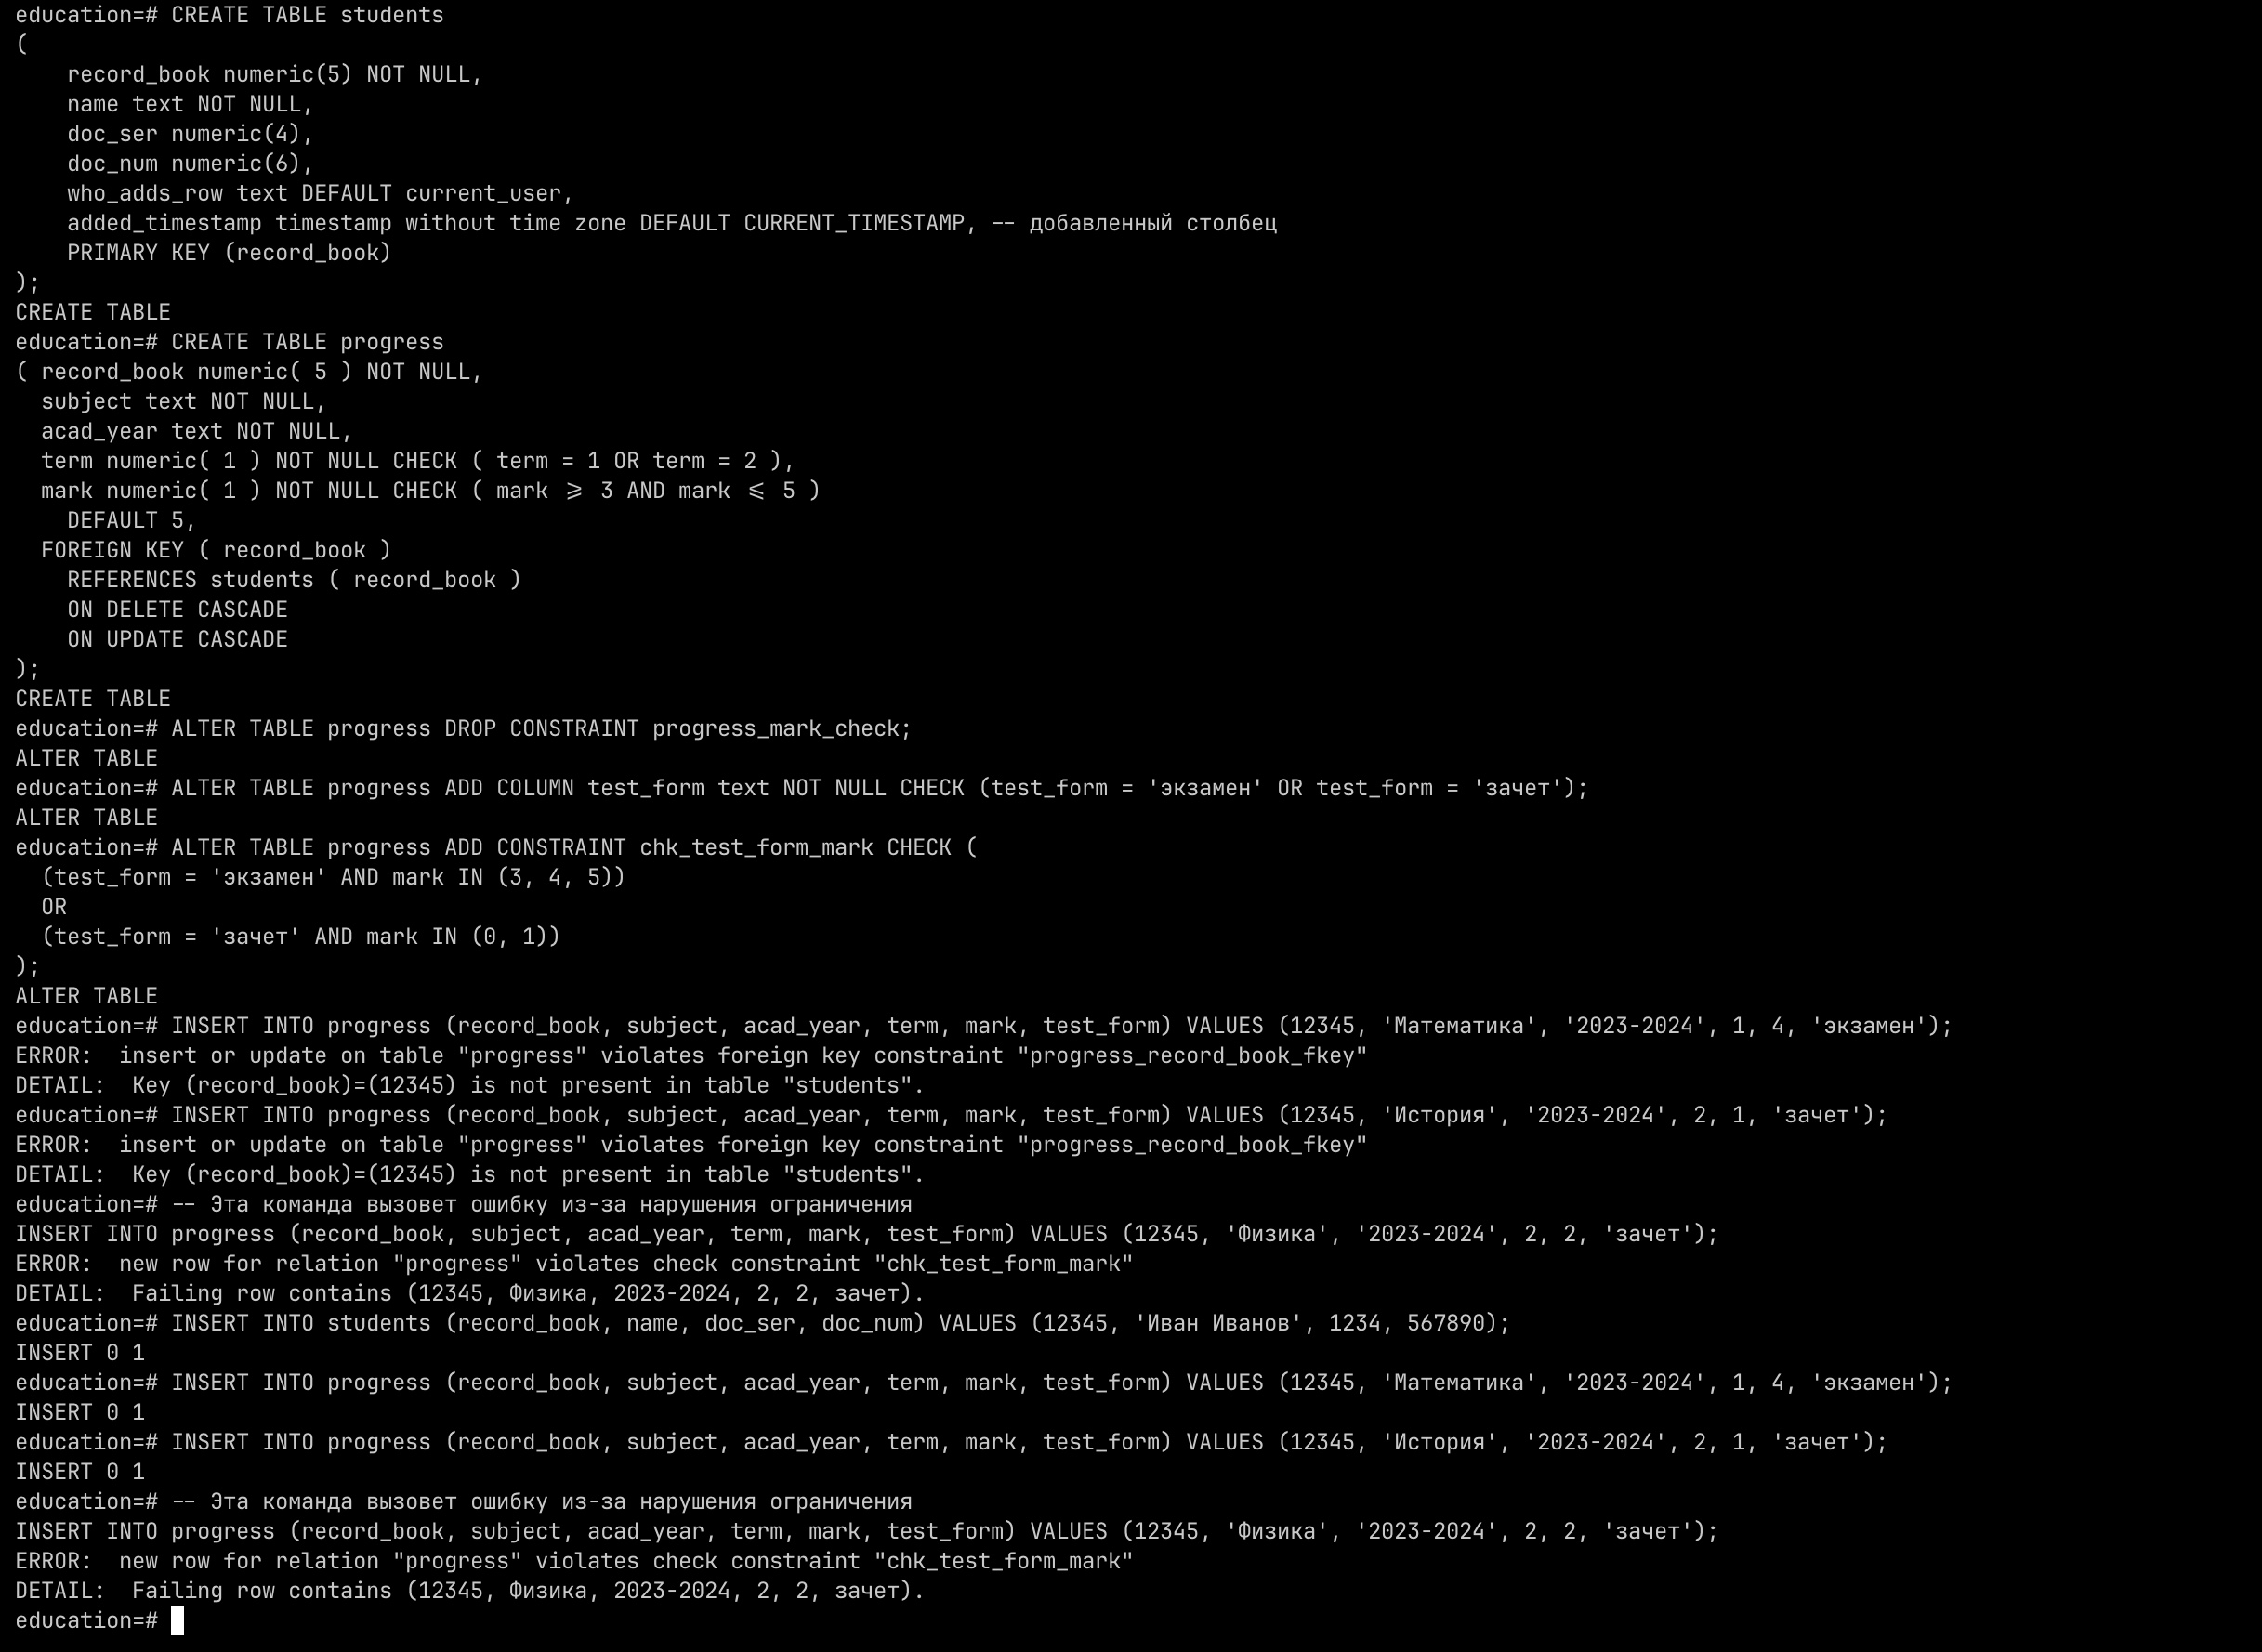 education=# CREATE TABLE students
(
    record_book numeric(5) NOT NULL,
    name text NOT NULL,
    doc_ser numeric(4),
    doc_num numeric(6),
    who_adds_row text DEFAULT current_user,
    added_timestamp timestamp without time zone DEFAULT CURRENT_TIMESTAMP, -- добавленный столбец
    PRIMARY KEY (record_book)
);
CREATE TABLE
education=# CREATE TABLE progress
( record_book numeric( 5 ) NOT NULL,
  subject text NOT NULL,
  acad_year text NOT NULL,
  term numeric( 1 ) NOT NULL CHECK ( term = 1 OR term = 2 ),
  mark numeric( 1 ) NOT NULL CHECK ( mark >= 3 AND mark <= 5 )
    DEFAULT 5,
  FOREIGN KEY ( record_book )
    REFERENCES students ( record_book )
    ON DELETE CASCADE
    ON UPDATE CASCADE
);
CREATE TABLE
education=# ALTER TABLE progress DROP CONSTRAINT progress_mark_check;
ALTER TABLE
education=# ALTER TABLE progress ADD COLUMN test_form text NOT NULL CHECK (test_form = 'экзамен' OR test_form = 'зачет');
ALTER TABLE
education=# ALTER TABLE progress ADD CONSTRAINT chk_test_form_mark CHECK (
  (test_form = 'экзамен' AND mark IN (3, 4, 5))
  OR
  (test_form = 'зачет' AND mark IN (0, 1))
);
ALTER TABLE
education=# INSERT INTO progress (record_book, subject, acad_year, term, mark, test_form) VALUES (12345, 'Математика', '2023-2024', 1, 4, 'экзамен');
ERROR:  insert or update on table "progress" violates foreign key constraint "progress_record_book_fkey"
DETAIL:  Key (record_book)=(12345) is not present in table "students".
education=# INSERT INTO progress (record_book, subject, acad_year, term, mark, test_form) VALUES (12345, 'История', '2023-2024', 2, 1, 'зачет');
ERROR:  insert or update on table "progress" violates foreign key constraint "progress_record_book_fkey"
DETAIL:  Key (record_book)=(12345) is not present in table "students".
education=# -- Эта команда вызовет ошибку из-за нарушения ограничения
INSERT INTO progress (record_book, subject, acad_year, term, mark, test_form) VALUES (12345, 'Физика', '2023-2024', 2, 2, 'зачет');
ERROR:  new row for relation "progress" violates check constraint "chk_test_form_mark"
DETAIL:  Failing row contains (12345, Физика, 2023-2024, 2, 2, зачет).
education=# INSERT INTO students (record_book, name, doc_ser, doc_num) VALUES (12345, 'Иван Иванов', 1234, 567890);
INSERT 0 1
education=# INSERT INTO progress (record_book, subject, acad_year, term, mark, test_form) VALUES (12345, 'Математика', '2023-2024', 1, 4, 'экзамен');
INSERT 0 1
education=# INSERT INTO progress (record_book, subject, acad_year, term, mark, test_form) VALUES (12345, 'История', '2023-2024', 2, 1, 'зачет');
INSERT 0 1
education=# -- Эта команда вызовет ошибку из-за нарушения ограничения
INSERT INTO progress (record_book, subject, acad_year, term, mark, test_form) VALUES (12345, 'Физика', '2023-2024', 2, 2, 'зачет');
ERROR:  new row for relation "progress" violates check constraint "chk_test_form_mark"
DETAIL:  Failing row contains (12345, Физика, 2023-2024, 2, 2, зачет).
education=#